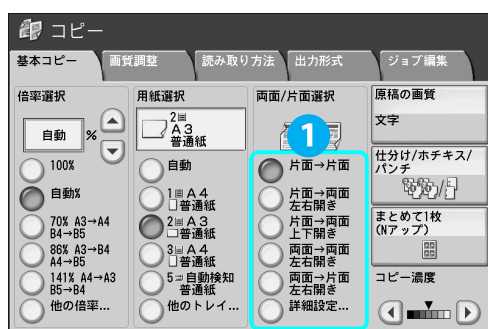 コピー
基本コピー
画質調整
読み取り方法
出力形式
ジョブ編集
倍率選択
自動 %
100%
自動%
70% A3→A4
B4→B5
86% A3→B4
A4→B5
141% A4→A3
B5→B4
他の倍率...
用紙選択
2
A3
普通紙
自動
1 A4
普通紙
2 A3
普通紙
3 A4
普通紙
5 自動検知
普通紙
他のトレイ...
両面/片面選択
1
片面→片面
片面→両面
左右開き
片面→両面
上下開き
両面→両面
左右開き
両面→片面
左右開き
詳細設定...
原稿の画質
文字
仕分け/ホチキス/
パンチ
まとめて1枚
(Nアップ)
コピー濃度